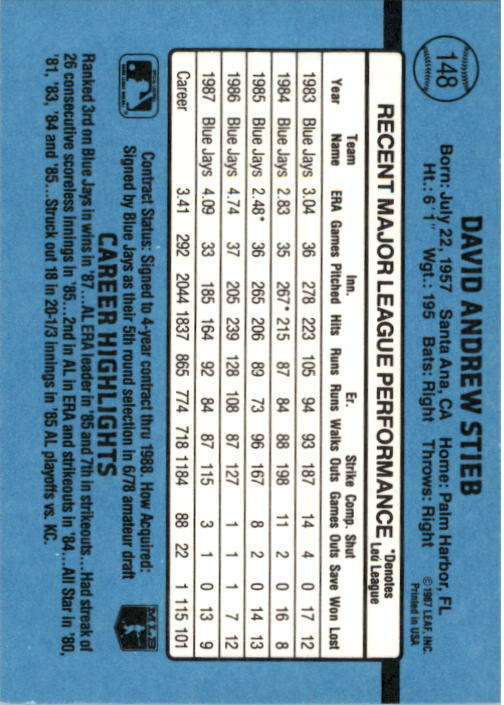 148
DAVID ANDREW STIEB
Born: July 22, 1957 Santa Ana, CA Home: Palm Harbor, FL
Ht.: 6'1" Wgt.: 195 Bats: Right Throws: Right
© 1987 LEAF, INC.
Printed in USA
RECENT MAJOR LEAGUE PERFORMANCE *Denotes Led League
Year Team Name ERA Games Inn. Pitched Hits Runs Er. Runs Walks Strike Outs Comp. Games Shut Outs Save Won Lost
1983 Blue Jays 3.04 36 278 223 105 94 93 187 14 4 0 17 12
1984 Blue Jays 2.83 35 267* 215 87 84 88 198 11 2 0 16 8
1985 Blue Jays 2.48* 36 265 206 89 73 96 167 8 2 0 14 13
1986 Blue Jays 4.74 37 205 239 128 108 87 127 1 1 1 7 12
1987 Blue Jays 4.09 33 185 164 92 84 87 115 3 1 0 13 9
Career 3.41 292 2044 1837 865 774 718 1184 88 22 1 115 101
Contract Status: Signed to 4-year contract thru 1998. How Acquired:
Signed by Blue Jays as their 5th round selection in 6/78 amateur draft
MLB
CAREER HIGHLIGHTS
Ranked 3rd on Blue Jays in wins in '87...AL ERA leader in '85 and 7th in strikeouts...Had streak of
26 consecutive scoreless innings in '85...2nd in AL in ERA and strikeouts in '84...All Star in '80,
'81, '83, '84 and '85...Struck out 18 in 20-1/3 innings in '85 AL playoffs vs. KC.